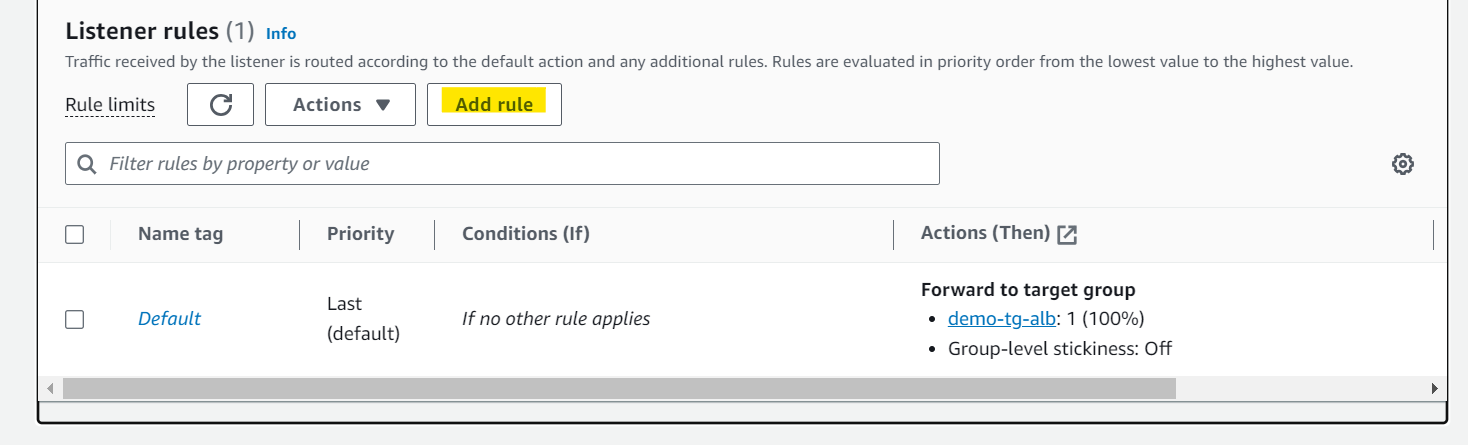 Listener rules (1) Info
Traffic received by the listener is routed according to the default action and any additional rules. Rules are evaluated in priority order from the lowest value to the highest value.
Rule limits Actions Add rule
Filter rules by property or value
Name tag Priority Conditions (If) Actions (Then)
Forward to target group
Default Last (default) If no other rule applies
demo-tg-alb: 1 (100%)
Group-level stickiness: Off